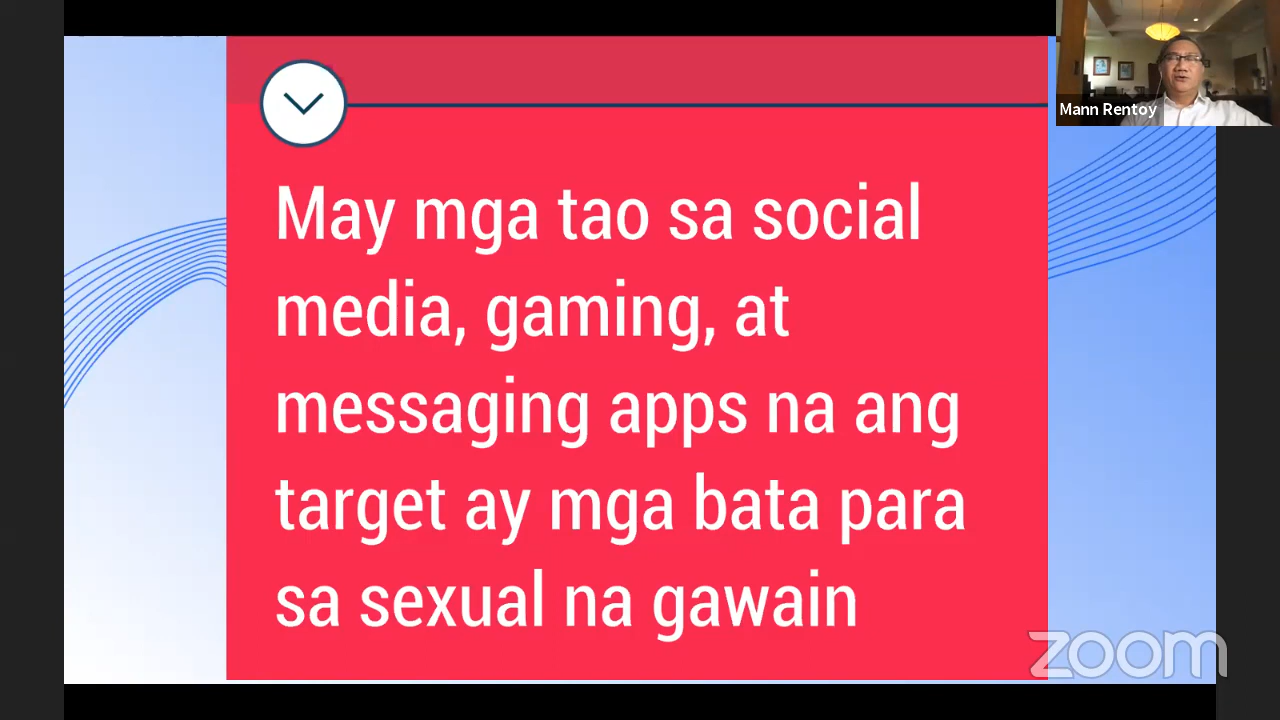 Mann Rentoy
May mga tao sa social
media, gaming, at
messaging apps na ang
target ay mga bata para
sa sexual na gawain
zoom